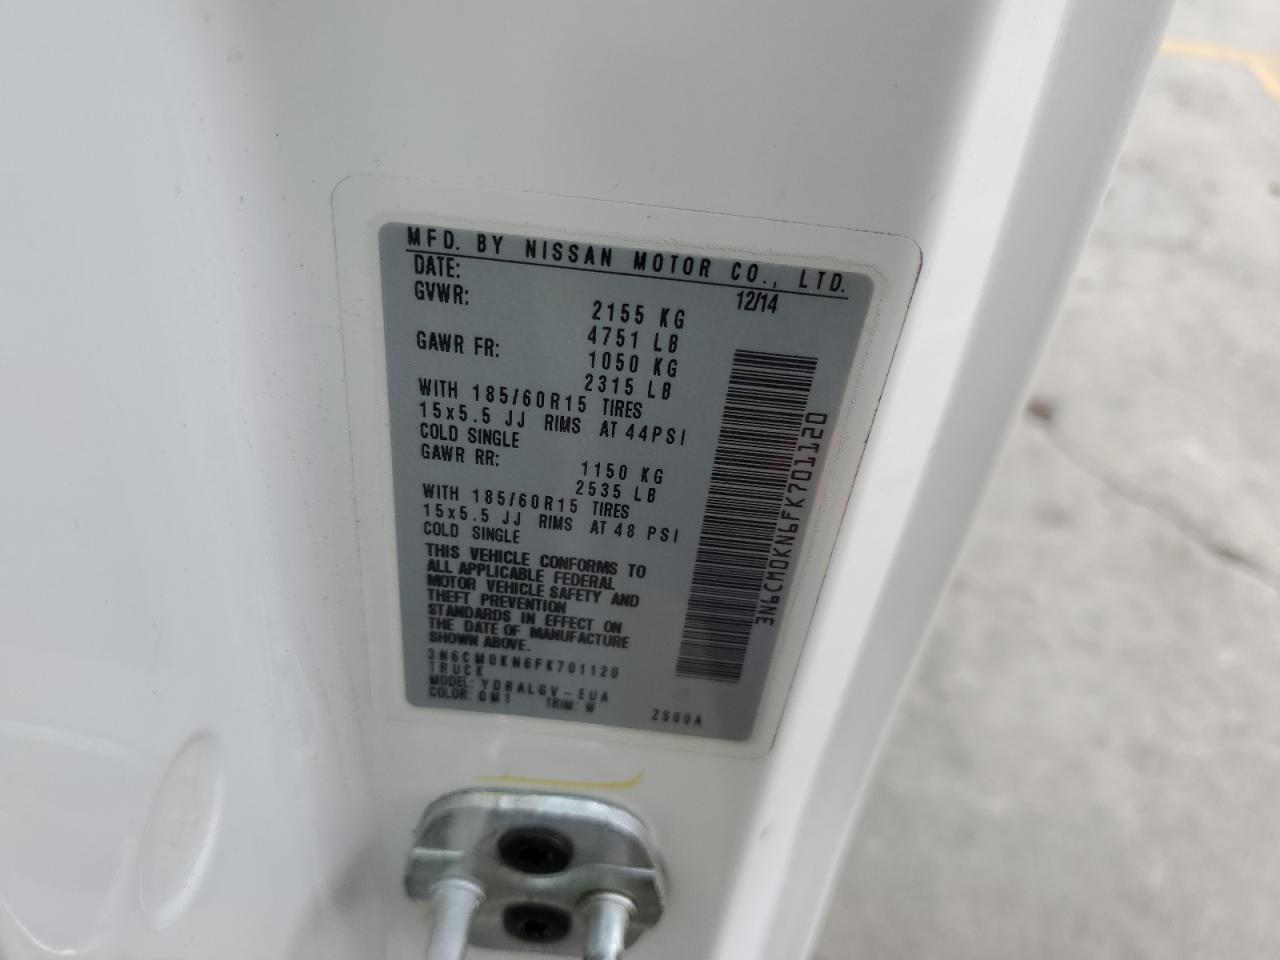 MFD. BY NISSAN MOTOR CO., LTD.
DATE: 12/14
GVWR: 2155 KG
4751 LB
GAWR FR: 1050 KG
2315 LB
WITH 185/60R15 TIRES
15x5.5 JJ RIMS AT 44PSI
COLD SINGLE
GAWR RR: 1150 KG
2535 LB
WITH 185/60R15 TIRES
15x5.5 JJ RIMS AT 48 PSI
COLD SINGLE
THIS VEHICLE CONFORMS TO
ALL APPLICABLE FEDERAL
MOTOR VEHICLE SAFETY AND
THEFT PREVENTION
STANDARDS IN EFFECT ON
THE DATE OF MANUFACTURE
SHOWN ABOVE.
3N6CM0KN6FK701120
TRUCK
MODEL:
COLOR: QM1 TRIM: W
3N6CM0KN6FK701120